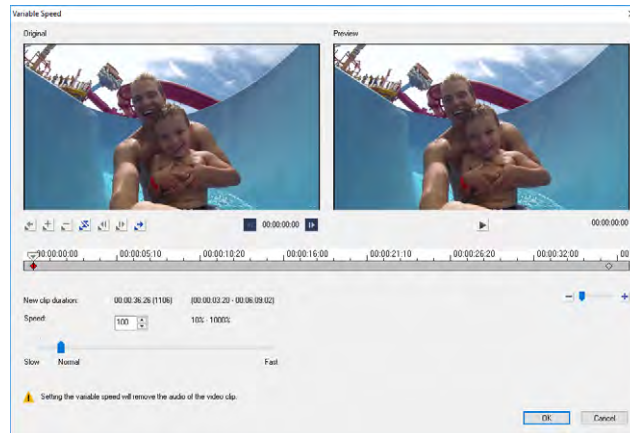 Variable Speed
Original Preview
00:00:00:00 00:00:00:00
00:00:00:00 00:00:05:10 00:00:10:20 00:00:16:00 00:00:21:10 00:00:26:20 00:00:32:00 00
New clip duration: 00:00:36:26 (1106) (00:00:03:20 - 00:06:09:02)
Speed: 100 10% - 1000%
Slow Normal Fast
Setting the variable speed will remove the audio of the video clip.
OK Cancel